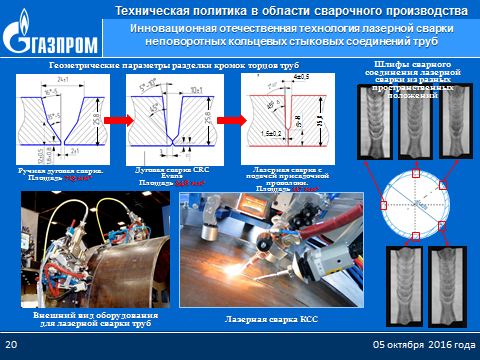 Техническая политика в области сварочного производства
ГАЗПРОМ
Инновационная отечественная технология лазерной сварки
неповоротных кольцевых стыковых соединений труб
Геометрические параметры разделки кромок торцов труб
Шлифы сварного
соединения лазерной
сварки из разных
пространственных
положений
24±1
10±1
4±0,5
25,8
25,8
2±1
1,5±0,2
Ручная дуговая сварка.
Площадь
Дуговая сварка CRC
Evans
Площадь
Лазерная сварка с
подачей присадочной
проволоки.
Площадь
Внешний вид оборудования
для лазерной сварки труб
Лазерная сварка КСС
20
05 октября 2016 года